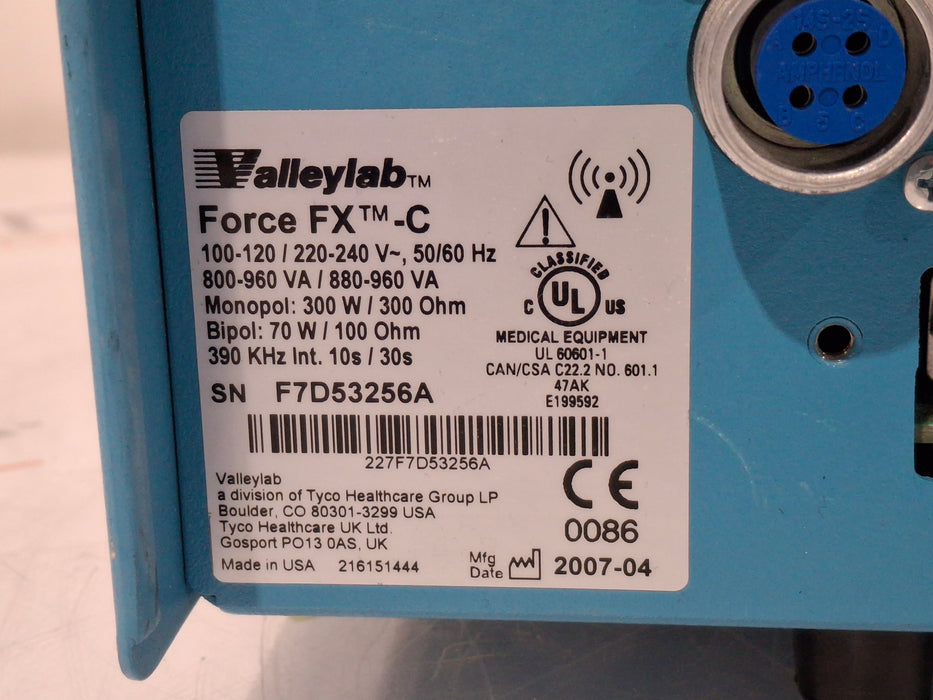 14S-2S
A D
AMPHENOL
B 5 C
Valleylab™
Force FX™-C
100-120 / 220-240 V~, 50/60 Hz
800-960 VA / 880-960 VA
Monopol: 300 W / 300 Ohm
Bipol: 70 W / 100 Ohm
390 KHz Int. 10s / 30s
SN F7D53256A
CLASSIFIED
C UL US
MEDICAL EQUIPMENT
UL 60601-1
CAN/CSA C22.2 NO. 601.1
47AK
E199592
227F7D53256A
Valleylab
a division of Tyco Healthcare Group LP
Boulder, CO 80301-3299 USA
Tyco Healthcare UK Ltd.
Gosport PO13 0AS, UK
Made in USA 216151444
CE
0086
Mfg
Date 2007-04